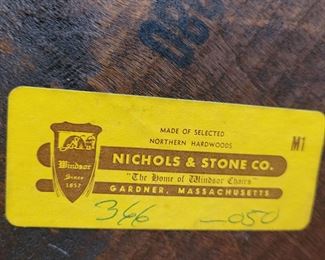 MADE OF SELECTED
NORTHERN HARDWOODS
M1
Windsor
Since
1857
NICHOLS & STONE CO.
"The Home of Windsor Chairs"
GARDNER, MASSACHUSETTS
366 -050